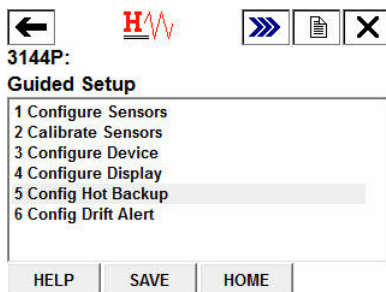 H
3144P:
Guided Setup
1 Configure Sensors
2 Calibrate Sensors
3 Configure Device
4 Configure Display
5 Config Hot Backup
6 Config Drift Alert
HELP SAVE HOME